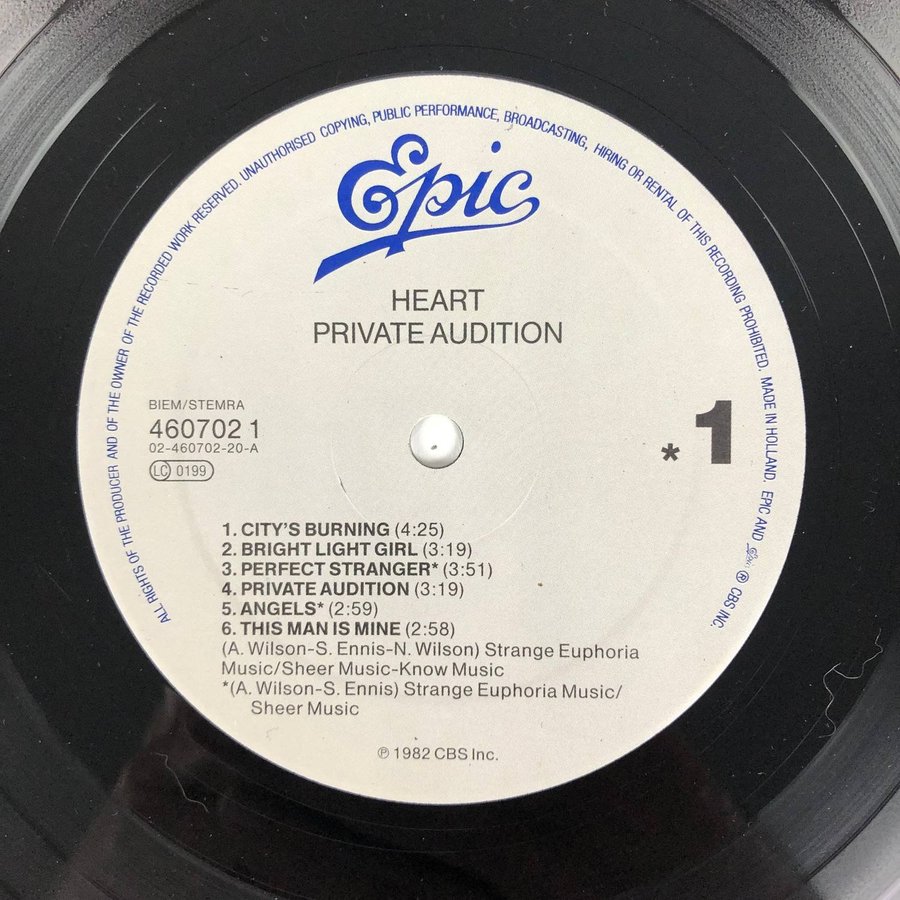 ALL RIGHTS OF THE PRODUCER AND OF THE OWNER OF THE RECORDED WORK RESERVED. UNAUTHORISED COPYING, PUBLIC PERFORMANCE, BROADCASTING, HIRING OR RENTAL OF THIS RECORDING PROHIBITED. MADE IN HOLLAND. EPIC AND Epic ® CBS INC.
Epic
HEART
PRIVATE AUDITION
BIEM/STEMRA
460702 1
02-460702-20-A
LC 0199
* 1
1. CITY'S BURNING (4:25)
2. BRIGHT LIGHT GIRL (3:19)
3. PERFECT STRANGER* (3:51)
4. PRIVATE AUDITION (3:19)
5. ANGELS* (2:59)
6. THIS MAN IS MINE (2:58)
(A. Wilson-S. Ennis-N. Wilson) Strange Euphoria
Music/Sheer Music-Know Music
*(A. Wilson-S. Ennis) Strange Euphoria Music/
Sheer Music
℗ 1982 CBS Inc.